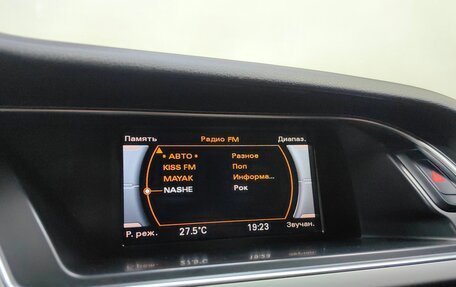 Память Радио FM Диапаз.
* АВТО * Разное
KISS FM Поп
MAYAK Информа...
NASHE Рок
Р. реж. 27.5°C 19:23 Звучан.